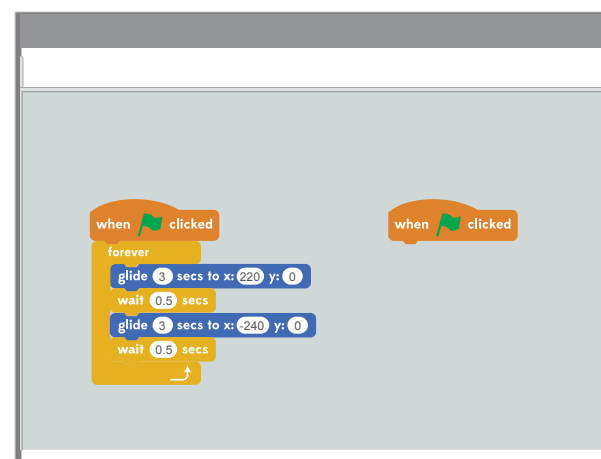 when clicked
forever
glide 3 secs to x: 220 y: 0
wait 0.5 secs
glide 3 secs to x: -240 y: 0
wait 0.5 secs
when clicked